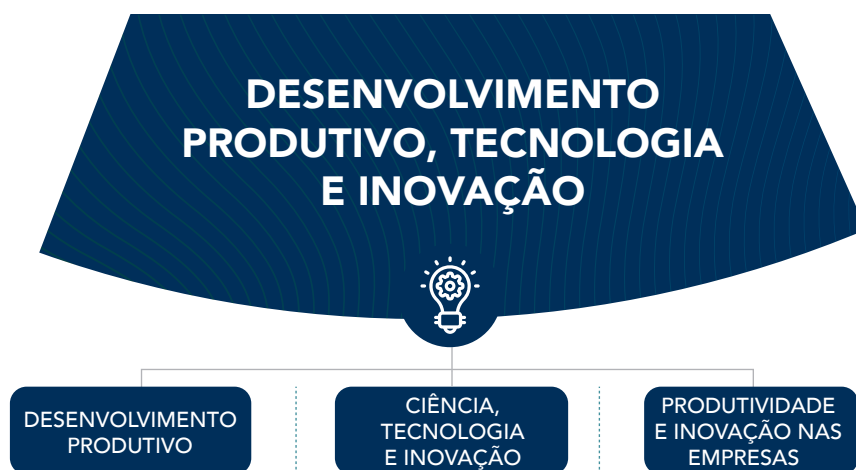 DESENVOLVIMENTO
PRODUTIVO, TECNOLOGIA
E INOVAÇÃO
DESENVOLVIMENTO
PRODUTIVO
CIÊNCIA,
TECNOLOGIA
E INOVAÇÃO
PRODUTIVIDADE
E INOVAÇÃO NAS
EMPRESAS